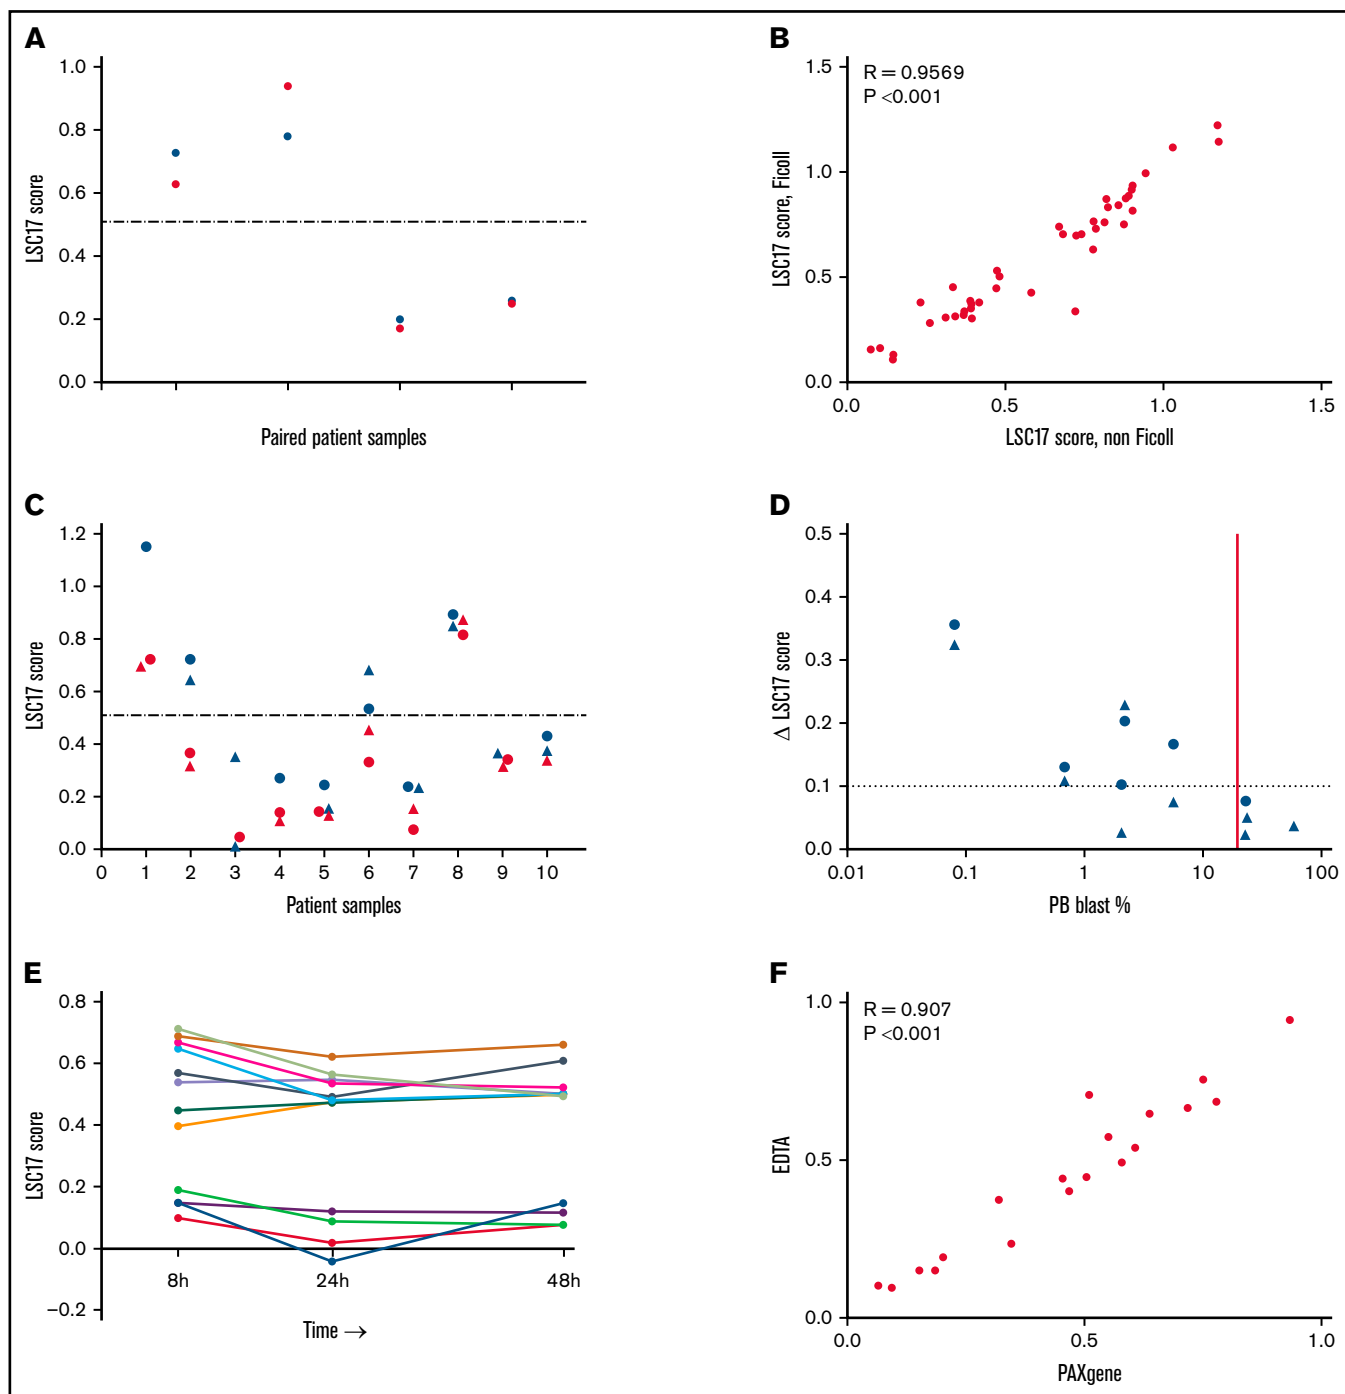 A
1.0
0.8
0.6
0.4
0.2
0.0
LSC17 score
Paired patient samples
B
R = 0.9569
P <0.001
1.5
1.0
0.5
0.0
LSC17 score, Ficoll
0.0 0.5 1.0 1.5
LSC17 score, non Ficoll
C
1.2
1.0
0.8
0.6
0.4
0.2
0.0
LSC17 score
0 1 2 3 4 5 6 7 8 9 10
Patient samples
D
0.5
0.4
0.3
0.2
0.1
0.0
Δ LSC17 score
0.01 0.1 1 10 100
PB blast %
E
0.8
0.6
0.4
0.2
0.0
−0.2
LSC17 score
8h 24h 48h
Time →
F
R = 0.907
P <0.001
1.0
0.5
0.0
EDTA
0.0 0.5 1.0
PAXgene